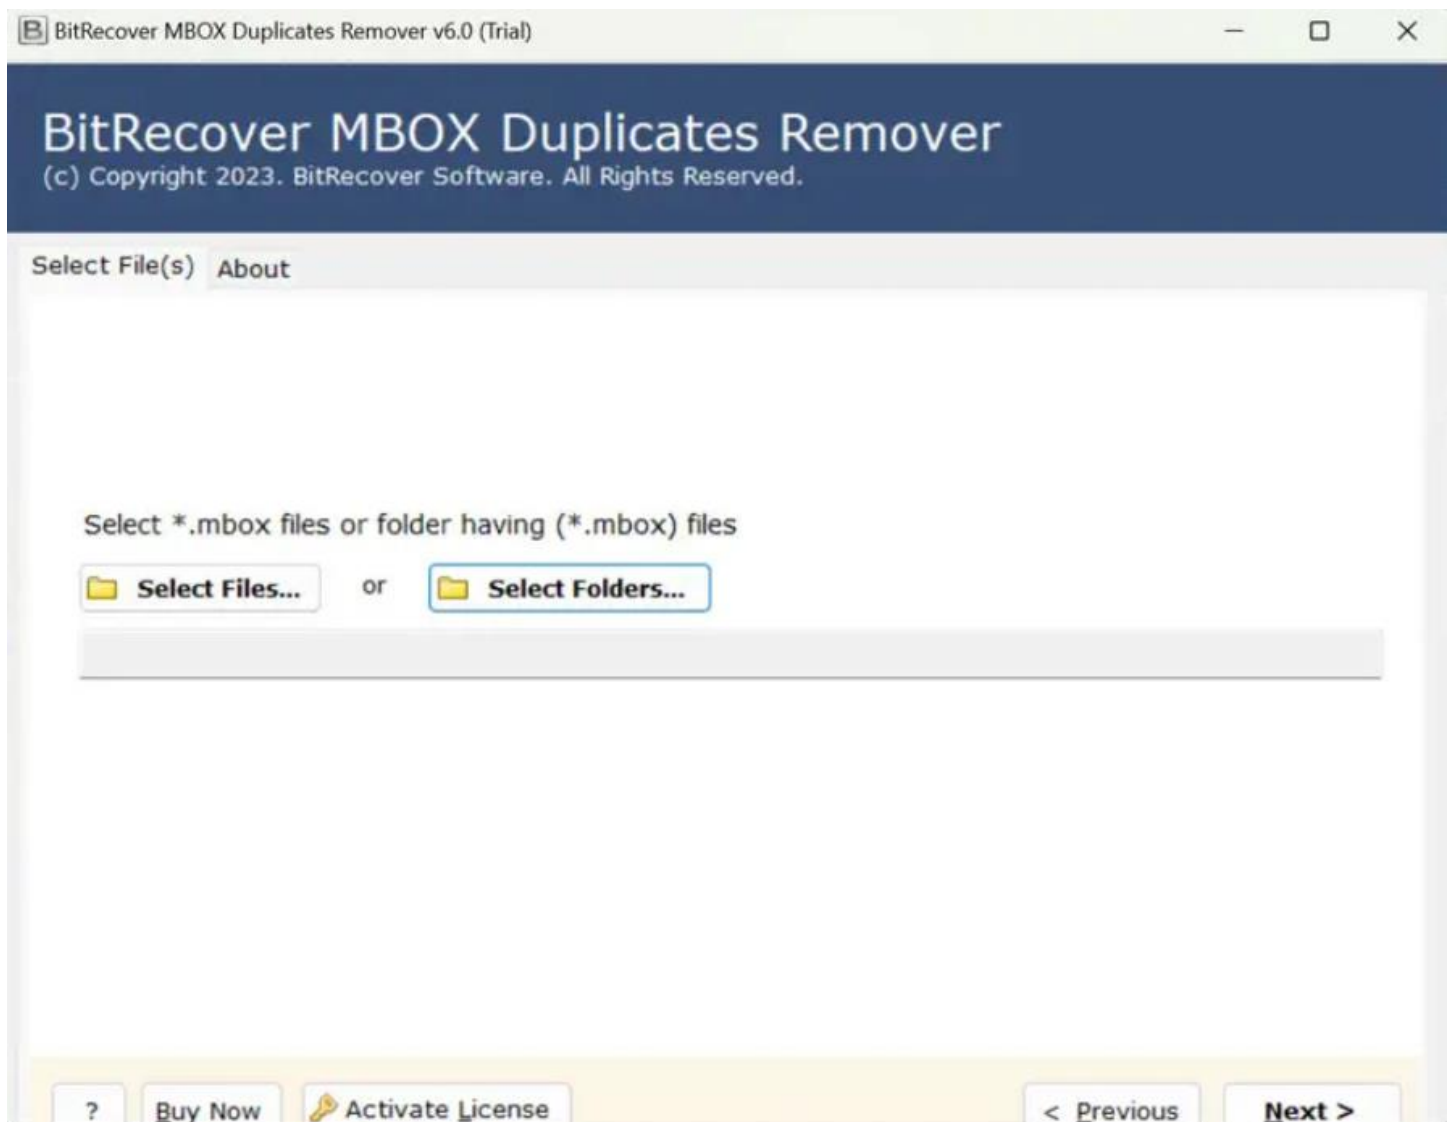 BitRecover MBOX Duplicates Remover v6.0 (Trial)
BitRecover MBOX Duplicates Remover
(c) Copyright 2023. BitRecover Software. All Rights Reserved.
Select File(s) About
Select *.mbox files or folder having (*.mbox) files
Select Files... or Select Folders...
? Buy Now Activate License < Previous Next >